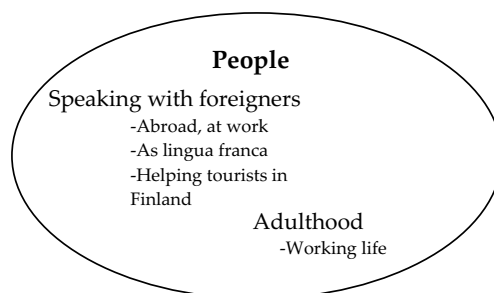 People
Speaking with foreigners
-Abroad, at work
-As lingua franca
-Helping tourists in
Finland
Adulthood
-Working life